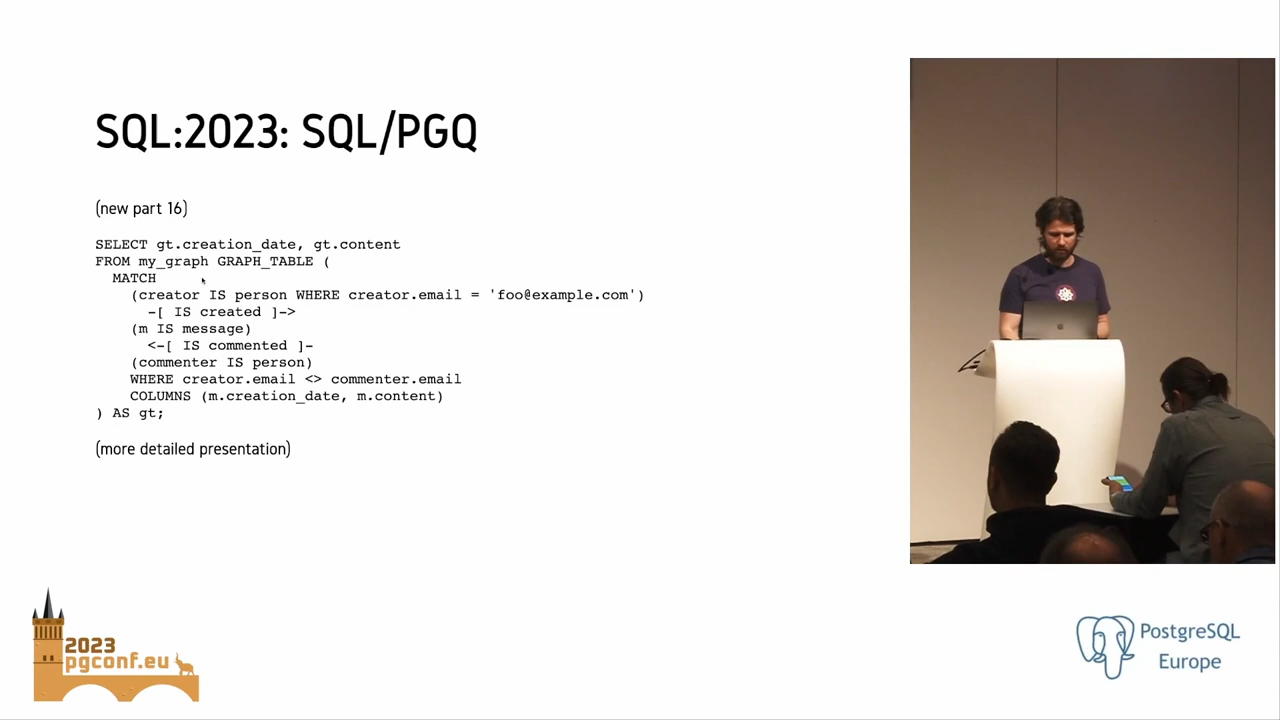 SQL:2023: SQL/PGQ
(new part 16)
SELECT gt.creation_date, gt.content
FROM my_graph GRAPH_TABLE (
MATCH
(creator IS person WHERE creator.email = 'foo@example.com')
-[ IS created ]->
(m IS message)
<-[ IS commented ]-
(commenter IS person)
WHERE creator.email <> commenter.email
COLUMNS (m.creation_date, m.content)
) AS gt;
(more detailed presentation)
2023
pgconf.eu
PostgreSQL
Europe